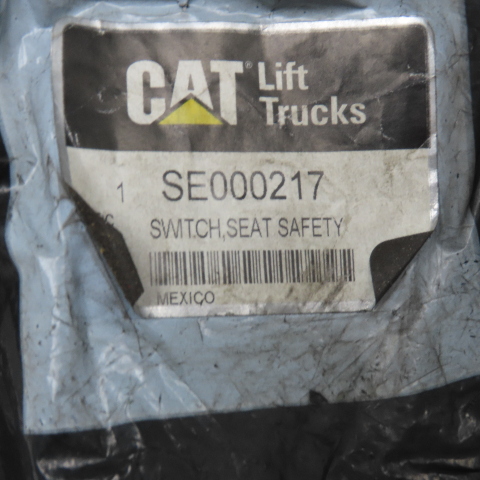 CAT Lift
Trucks
1 SE000217
SWITCH,SEAT SAFETY
MEXICO